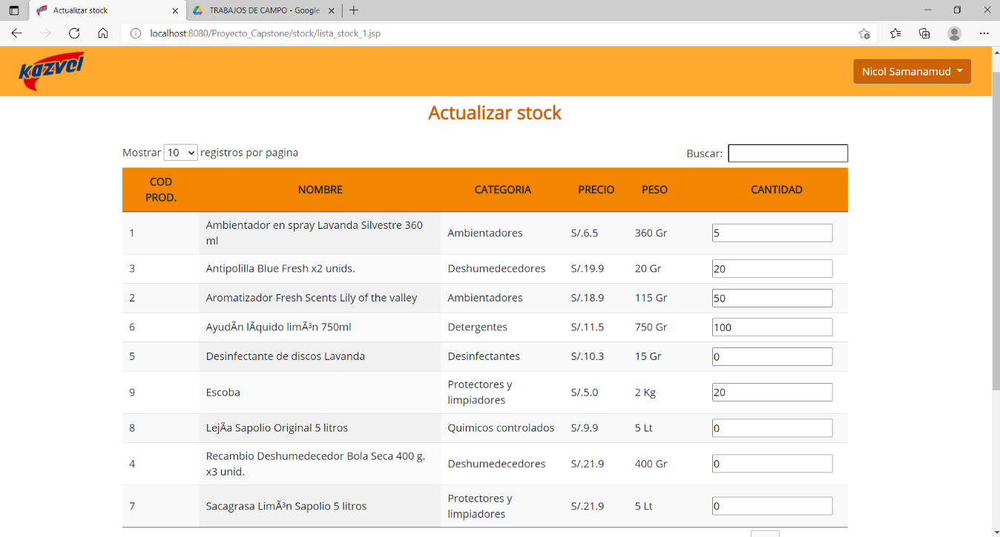 Actualizar stock
TRABAJOS DE CAMPO - Google
localhost:8080/Proyecto_Capstone/stock/lista_stock_1.jsp
kazvel
Nicol Samanamud
Actualizar stock
Mostrar 10 registros por pagina
Buscar:
COD PROD. NOMBRE CATEGORIA PRECIO PESO CANTIDAD
1 Ambientador en spray Lavanda Silvestre 360 ml Ambientadores S/.6.5 360 Gr 5
3 Antipolilla Blue Fresh x2 unids. Deshumedecedores S/.19.9 20 Gr 20
2 Aromatizador Fresh Scents Lily of the valley Ambientadores S/.18.9 115 Gr 50
6 AyudÃn lÃquido limÃ³n 750ml Detergentes S/.11.5 750 Gr 100
5 Desinfectante de discos Lavanda Desinfectantes S/.10.3 15 Gr 0
9 Escoba Protectores y limpiadores S/.5.0 2 Kg 20
8 LejÃa Sapolio Original 5 litros Quimicos controlados S/.9.9 5 Lt 0
4 Recambio Deshumedecedor Bola Seca 400 g. x3 unid. Deshumedecedores S/.21.9 400 Gr 0
7 Sacagrasa LimÃ³n Sapolio 5 litros Protectores y limpiadores S/.21.9 5 Lt 0